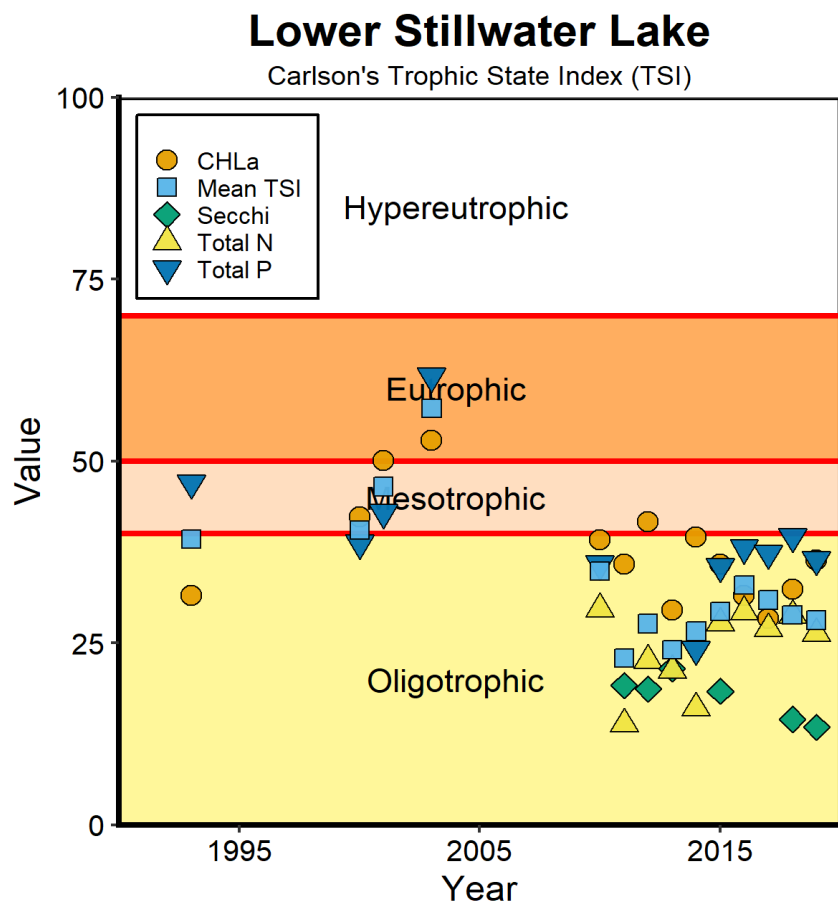 Lower Stillwater Lake
Carlson's Trophic State Index (TSI)
100
CHLa
Mean TSI
Secchi
Total N
Total P
Hypereutrophic
75
Eutrophic
Value
50
Mesotrophic
25
Oligotrophic
0
1995
2005
2015
Year